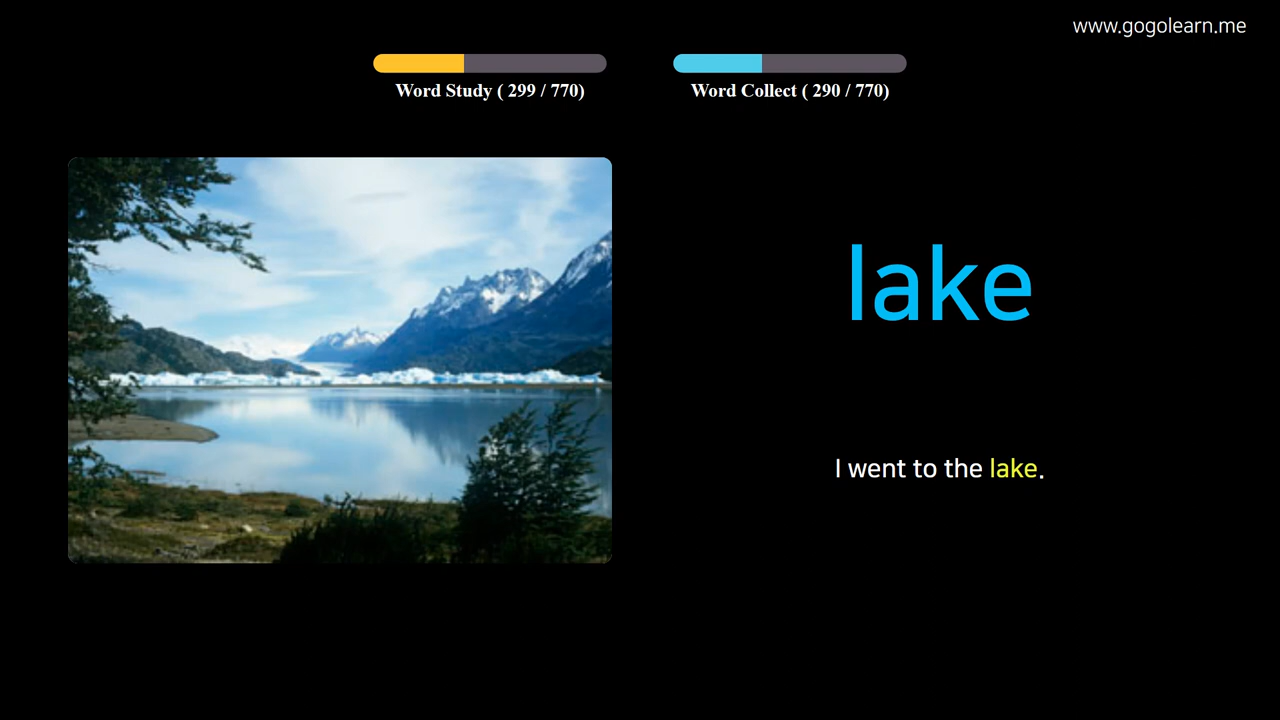 www.gogolearn.me
Word Study ( 299 / 770)
Word Collect ( 290 / 770)
lake
I went to the lake.